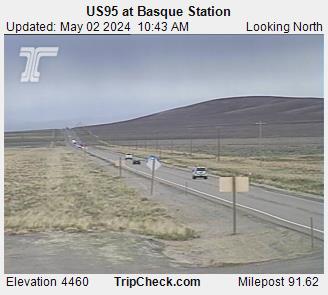 US95 at Basque Station
Updated: May 02 2024 10:43 AM Looking North
Elevation 4460 TripCheck.com Milepost 91.62